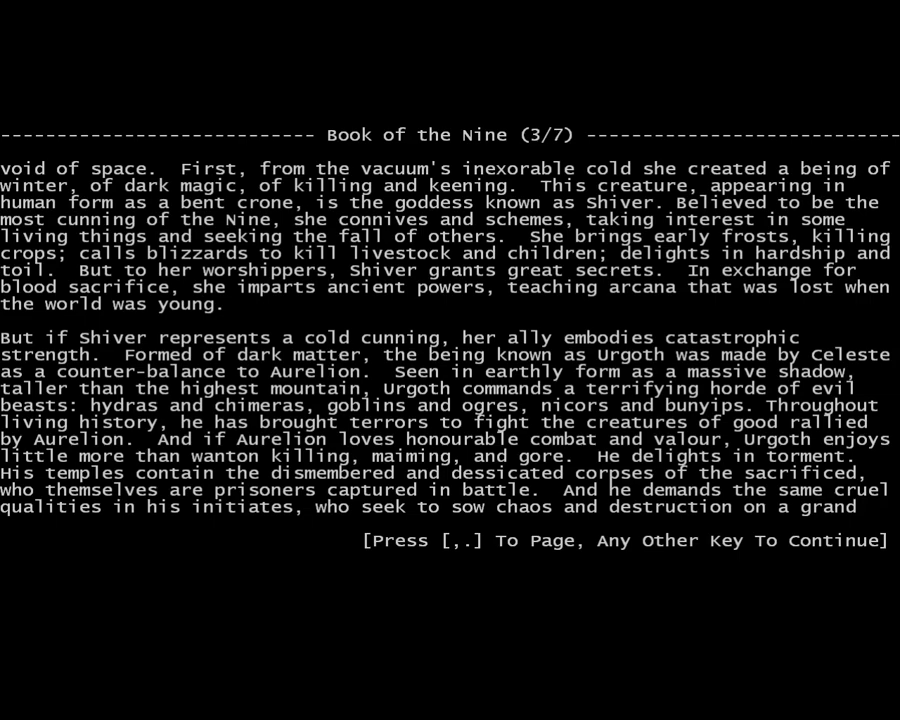 ---------------------------- Book of the Nine (3/7) ----------------------------
void of space.  First, from the vacuum's inexorable cold she created a being of
winter, of dark magic, of killing and keening.  This creature, appearing in
human form as a bent crone, is the goddess known as Shiver. Believed to be the
most cunning of the Nine, she connives and schemes, taking interest in some
living things and seeking the fall of others.  She brings early frosts, killing
crops; calls blizzards to kill livestock and children; delights in hardship and
toil.  But to her worshippers, Shiver grants great secrets.  In exchange for
blood sacrifice, she imparts ancient powers, teaching arcana that was lost when
the world was young.
But if Shiver represents a cold cunning, her ally embodies catastrophic
strength.  Formed of dark matter, the being known as Urgoth was made by Celeste
as a counter-balance to Aurelion.  Seen in earthly form as a massive shadow,
taller than the highest mountain, Urgoth commands a terrifying horde of evil
beasts: hydras and chimeras, goblins and ogres, nicors and bunyips. Throughout
living history, he has brought terrors to fight the creatures of good rallied
by Aurelion.  And if Aurelion loves honourable combat and valour, Urgoth enjoys
little more than wanton killing, maiming, and gore.  He delights in torment.
His temples contain the dismembered and dessicated corpses of the sacrificed,
who themselves are prisoners captured in battle.  And he demands the same cruel
qualities in his initiates, who seek to sow chaos and destruction on a grand
[Press [,.] To Page, Any Other Key To Continue]